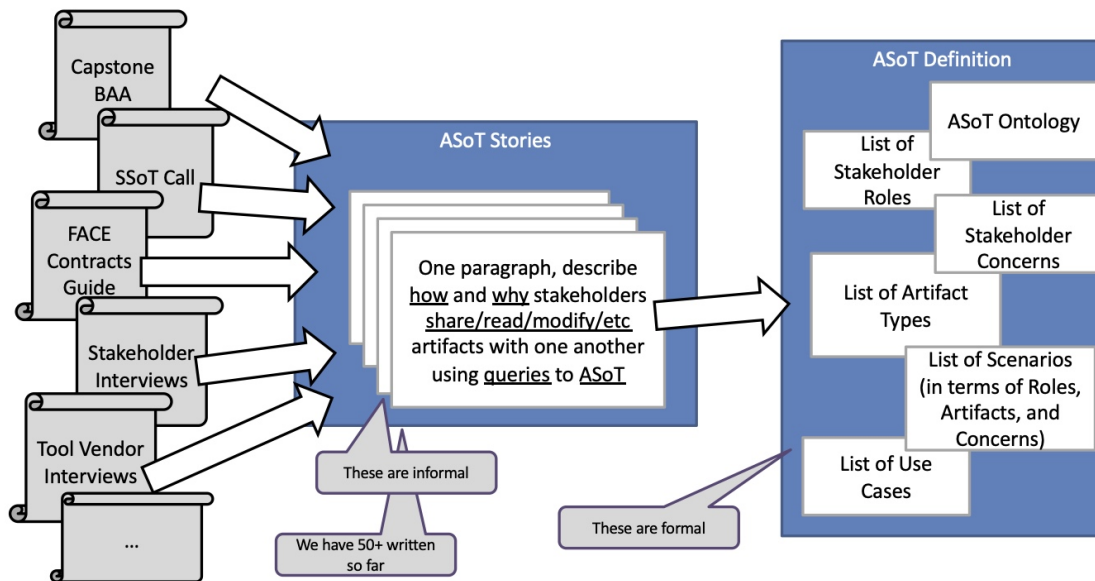 Capstone
BAA
SSoT Call
FACE
Contracts
Guide
Stakeholder
Interviews
Tool Vendor
Interviews
...
ASoT Stories
One paragraph, describe
how and why stakeholders
share/read/modify/etc
artifacts with one another
using queries to ASoT
These are informal
We have 50+ written
so far
ASoT Definition
ASoT Ontology
List of
Stakeholder
Roles
List of
Stakeholder
Concerns
List of Artifact
Types
List of Scenarios
(in terms of Roles,
Artifacts, and
Concerns)
List of Use
Cases
These are formal